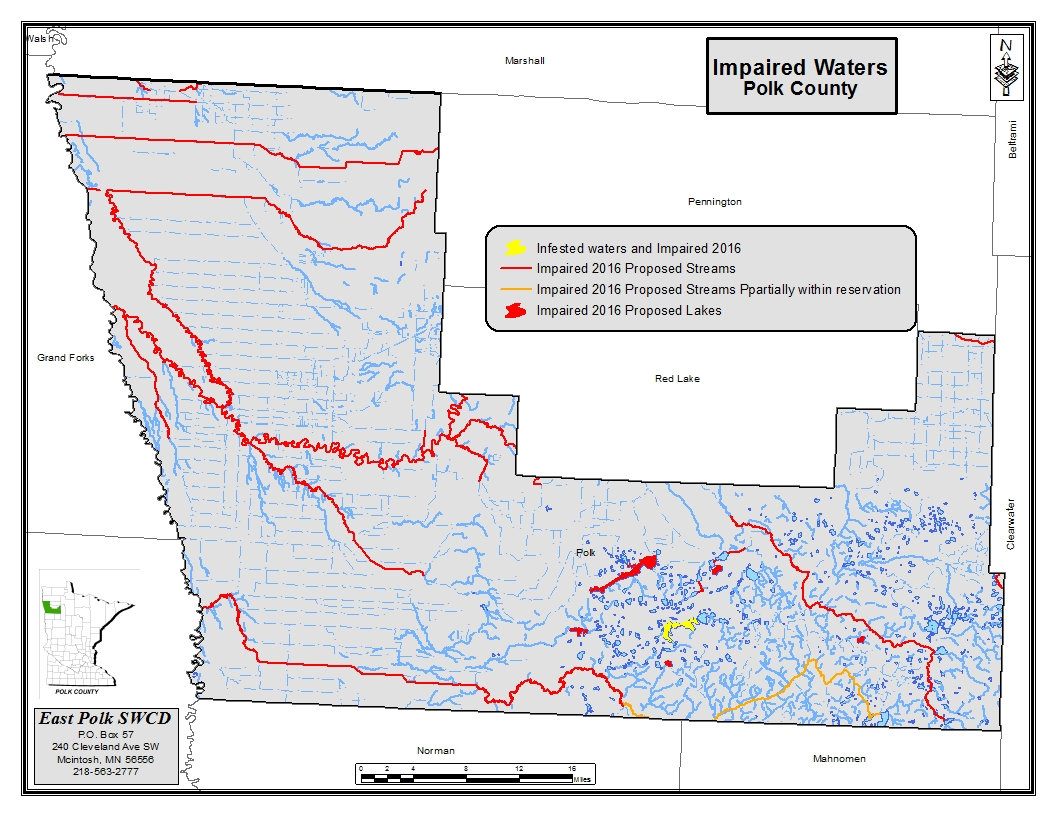 Walsh
Marshall
Impaired Waters
Polk County
N
Beltrami
Pennington
Infested waters and Impaired 2016
Impaired 2016 Proposed Streams
Impaired 2016 Proposed Streams Ppartially within reservation
Impaired 2016 Proposed Lakes
Grand Forks
Red Lake
Clearwater
Polk
POLK COUNTY
East Polk SWCD
P.O. Box 57
240 Cleveland Ave SW
Mcintosh, MN 56556
218-563-2777
Norman
Mahnomen
0 2 4 8 12 16
Miles